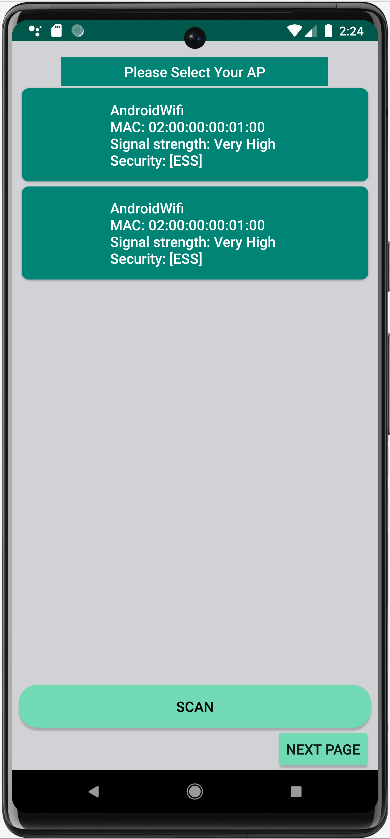 2:24
Please Select Your AP
AndroidWifi
MAC: 02:00:00:00:01:00
Signal strength: Very High
Security: [ESS]
AndroidWifi
MAC: 02:00:00:00:01:00
Signal strength: Very High
Security: [ESS]
SCAN
NEXT PAGE